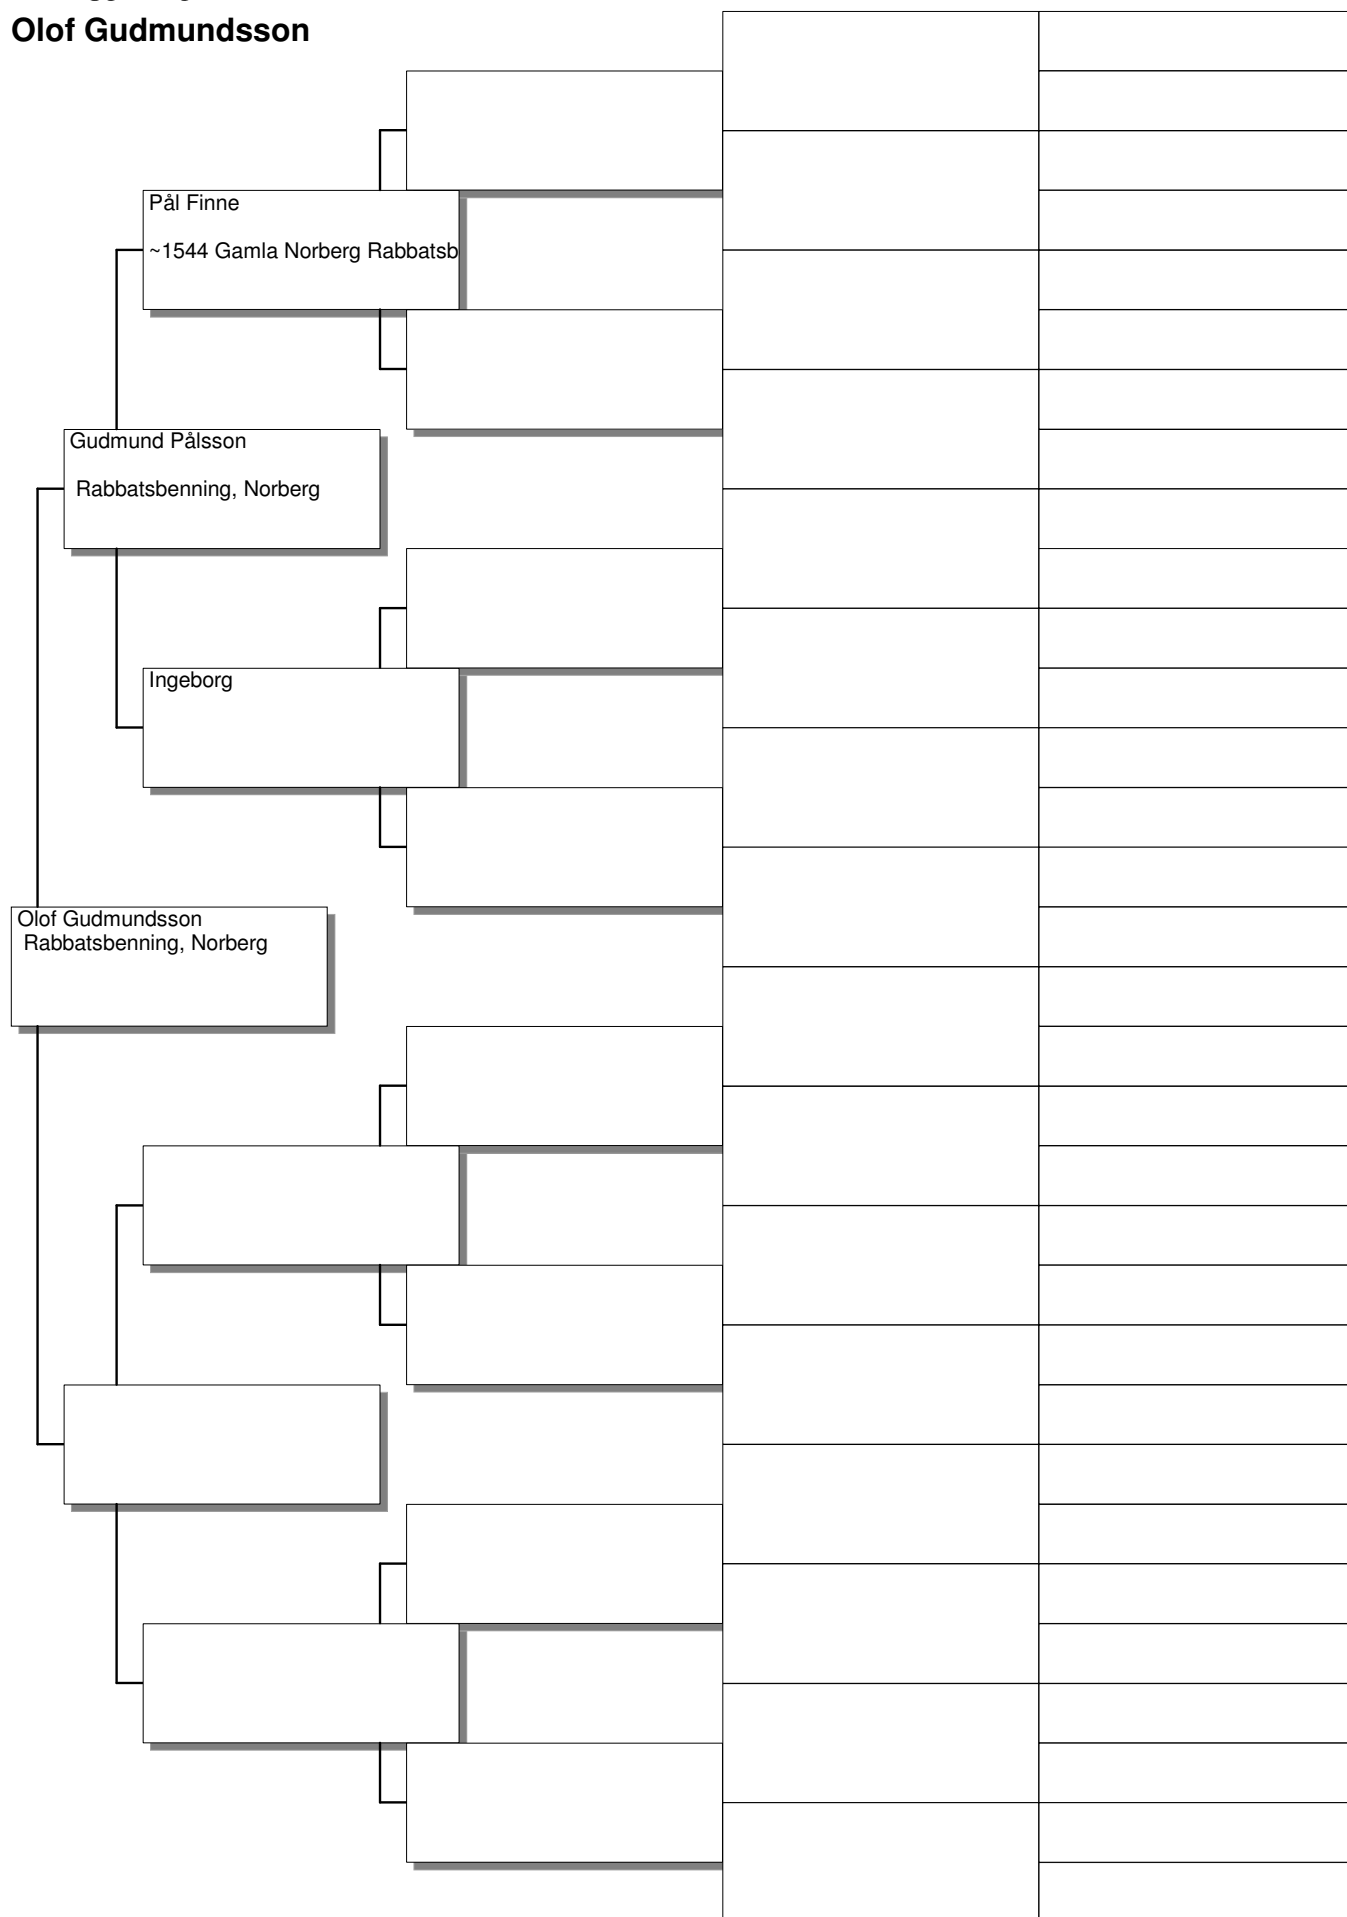 Olof Gudmundsson
Pål Finne
~1544 Gamla Norberg Rabbatsb
Gudmund Pålsson
Rabbatsbenning, Norberg
Ingeborg
Olof Gudmundsson
Rabbatsbenning, Norberg